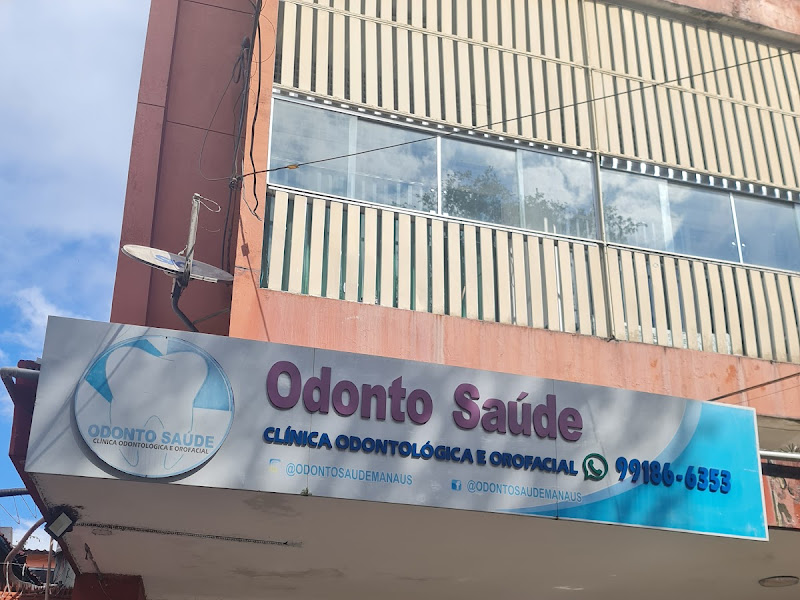 ODONTO SAÚDE
CLÍNICA ODONTOLÓGICA E OROFACIAL
Odonto Saúde
CLÍNICA ODONTOLÓGICA E OROFACIAL
99186-6353
@ODONTOSAUDEMANAUS
@ODONTOSAUDEMANAUS